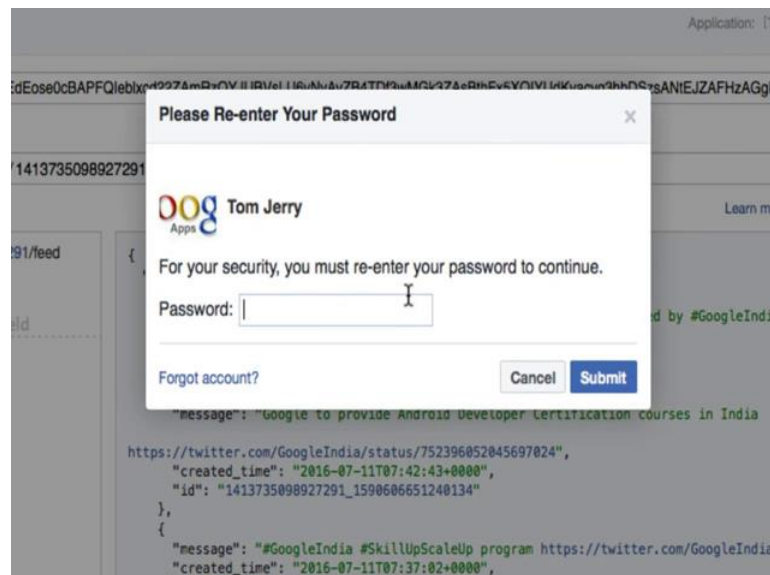 Application:
/1413735098927291
Please Re-enter Your Password
×
oog
Apps
Tom Jerry
Learn m
291/feed
{
For your security, you must re-enter your password to continue.
Password:
d by #GoogleIndi
eld
Forgot account?
Cancel
Submit
"message": "Google to provide Android Developer Certification courses in India
https://twitter.com/GoogleIndia/status/752396052045697024",
"created_time": "2016-07-11T07:42:43+0000",
"id": "1413735098927291_1590606651240134"
},
{
"message": "#GoogleIndia #SkillUpScaleUp program https://twitter.com/GoogleIndia
"created_time": "2016-07-11T07:37:02+0000",